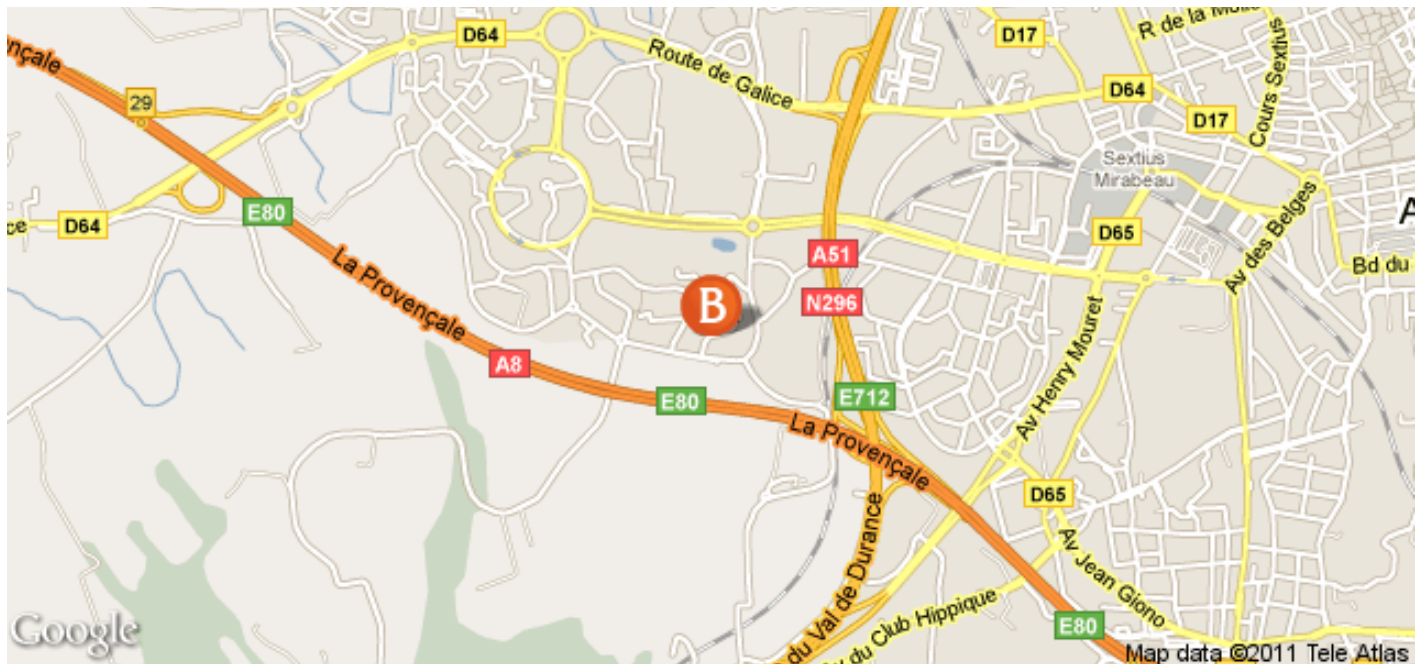 D64
D17
R de la
Cours Sextius
ençale
29
Route de Galice
D64
D17
Sextius
Mirabeau
A
ce
D64
E80
A51
D65
Av des Belges
Bd du
La Provençale
B
N296
A8
E80
E712
Av Henry Mouret
La Provençale
D65
Av Jean Giono
du Val de Durance
du Club Hippique
E80
Google
Map data ©2011 Tele Atlas